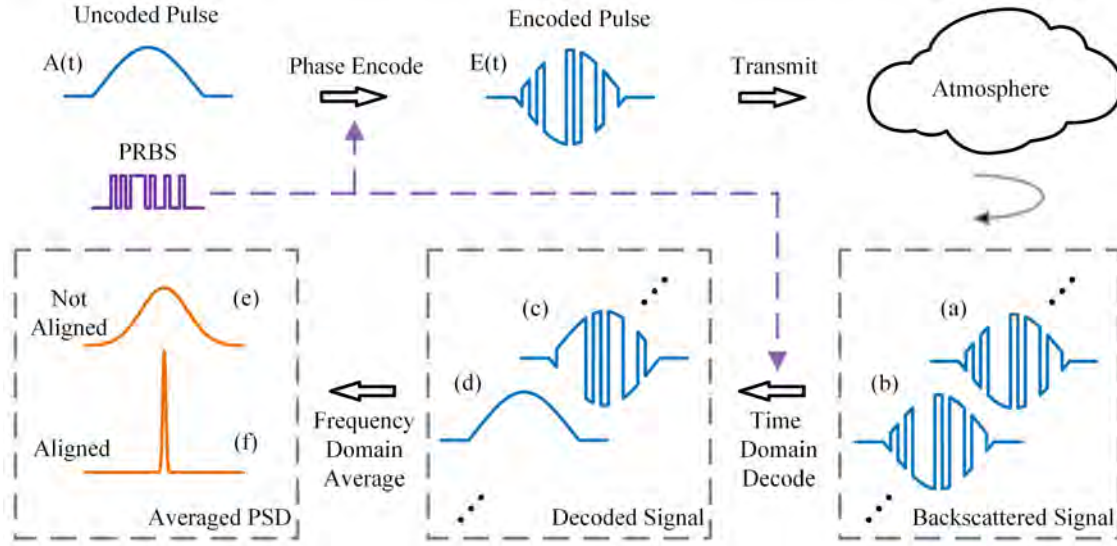 Uncoded Pulse
Encoded Pulse
A(t)
Phase Encode
E(t)
Transmit
Atmosphere
PRBS
Not
Aligned
(e)
(c)
(a)
(d)
(b)
Aligned
(f)
Frequency
Domain
Average
Time
Domain
Decode
Averaged PSD
Decoded Signal
Backscattered Signal